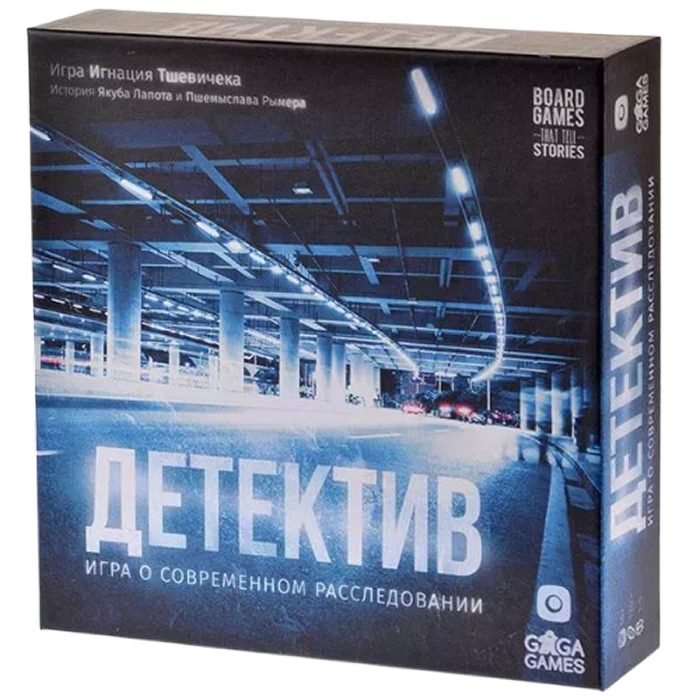 Игра Игнация Тшевичека
История Якуба Лапота и Пшемыслава Рымера
BOARD
GAMES
THAT TELL
STORIES
ДЕТЕКТИВ
ИГРА О СОВРЕМЕННОМ РАССЛЕДОВАНИИ
GAGA
GAMES
GAGA
GAMES
ДЕТЕКТИВ
ИГРА О СОВРЕМЕННОМ РАССЛЕДОВАНИИ
ДЕТЕКТИВ